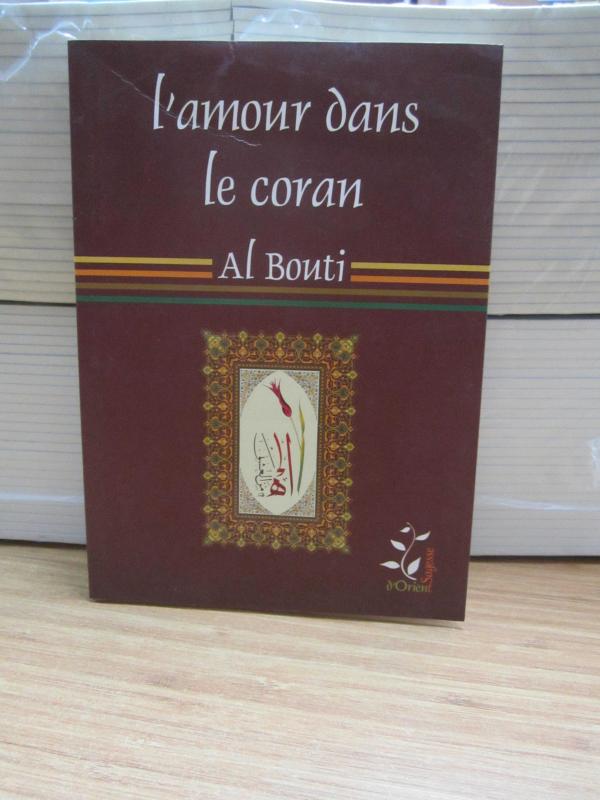 l'amour dans
le coran
Al Bouti
d'Orient
Sagesse